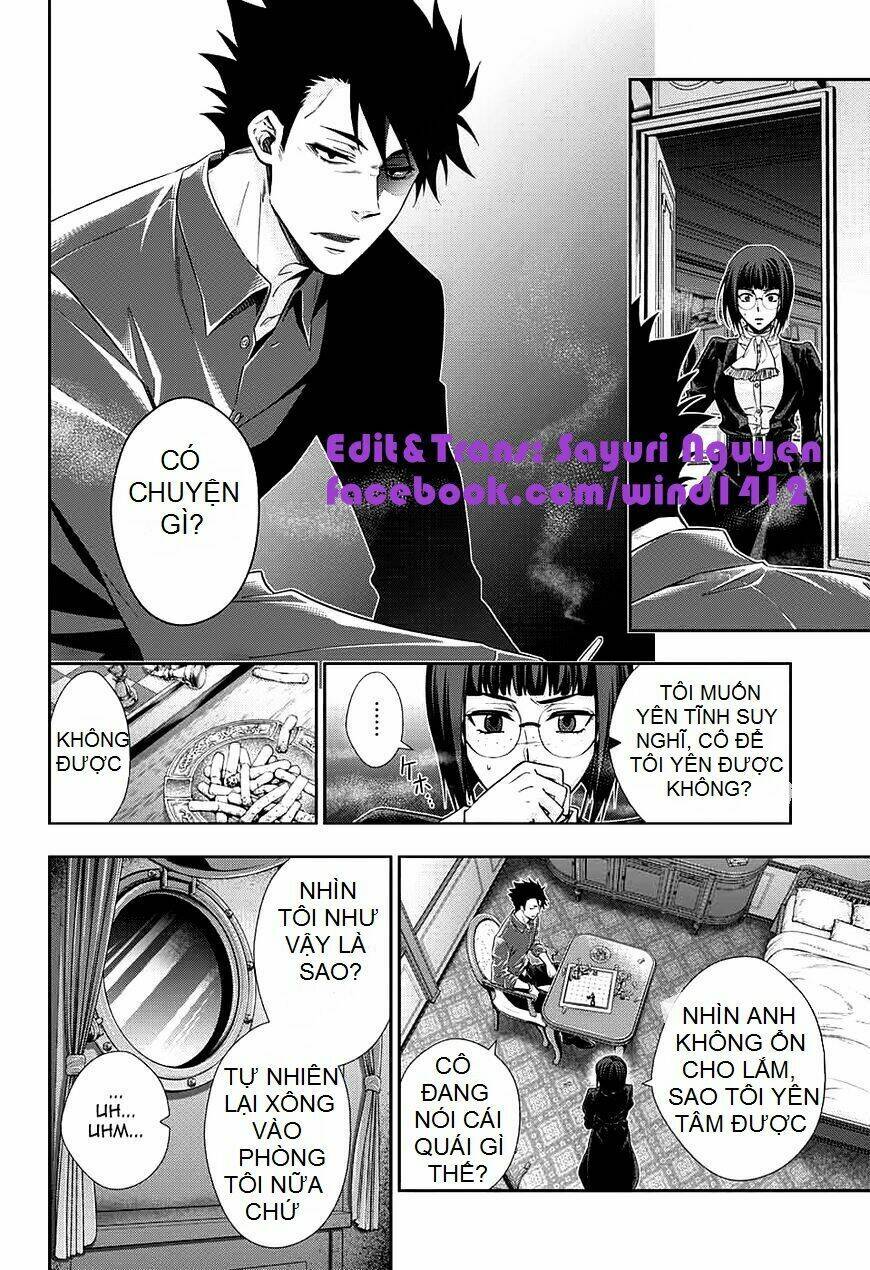 CÓ
CHUYỆN
GÌ?
Edit&Trans: Sayuri Nguyen
facebook.com/wind1412
TÔI MUỐN
YÊN TĨNH SUY
NGHĨ, CÔ ĐỂ
TÔI YÊN ĐƯỢC
KHÔNG?
......
ケホ...
KHÔNG
ĐƯỢC
NHÌN ANH
KHÔNG ỔN
CHO LẮM,
SAO TÔI YÊN
TÂM ĐƯỢC
CÔ
ĐANG
NÓI CÁI
QUÁI GÌ
THẾ?
NHÌN
TÔI NHƯ
VẬY LÀ
SAO?
TỰ NHIÊN
LẠI XÔNG
VÀO
PHÒNG
TÔI NỮA
CHỨ
...
UH...
UHM...